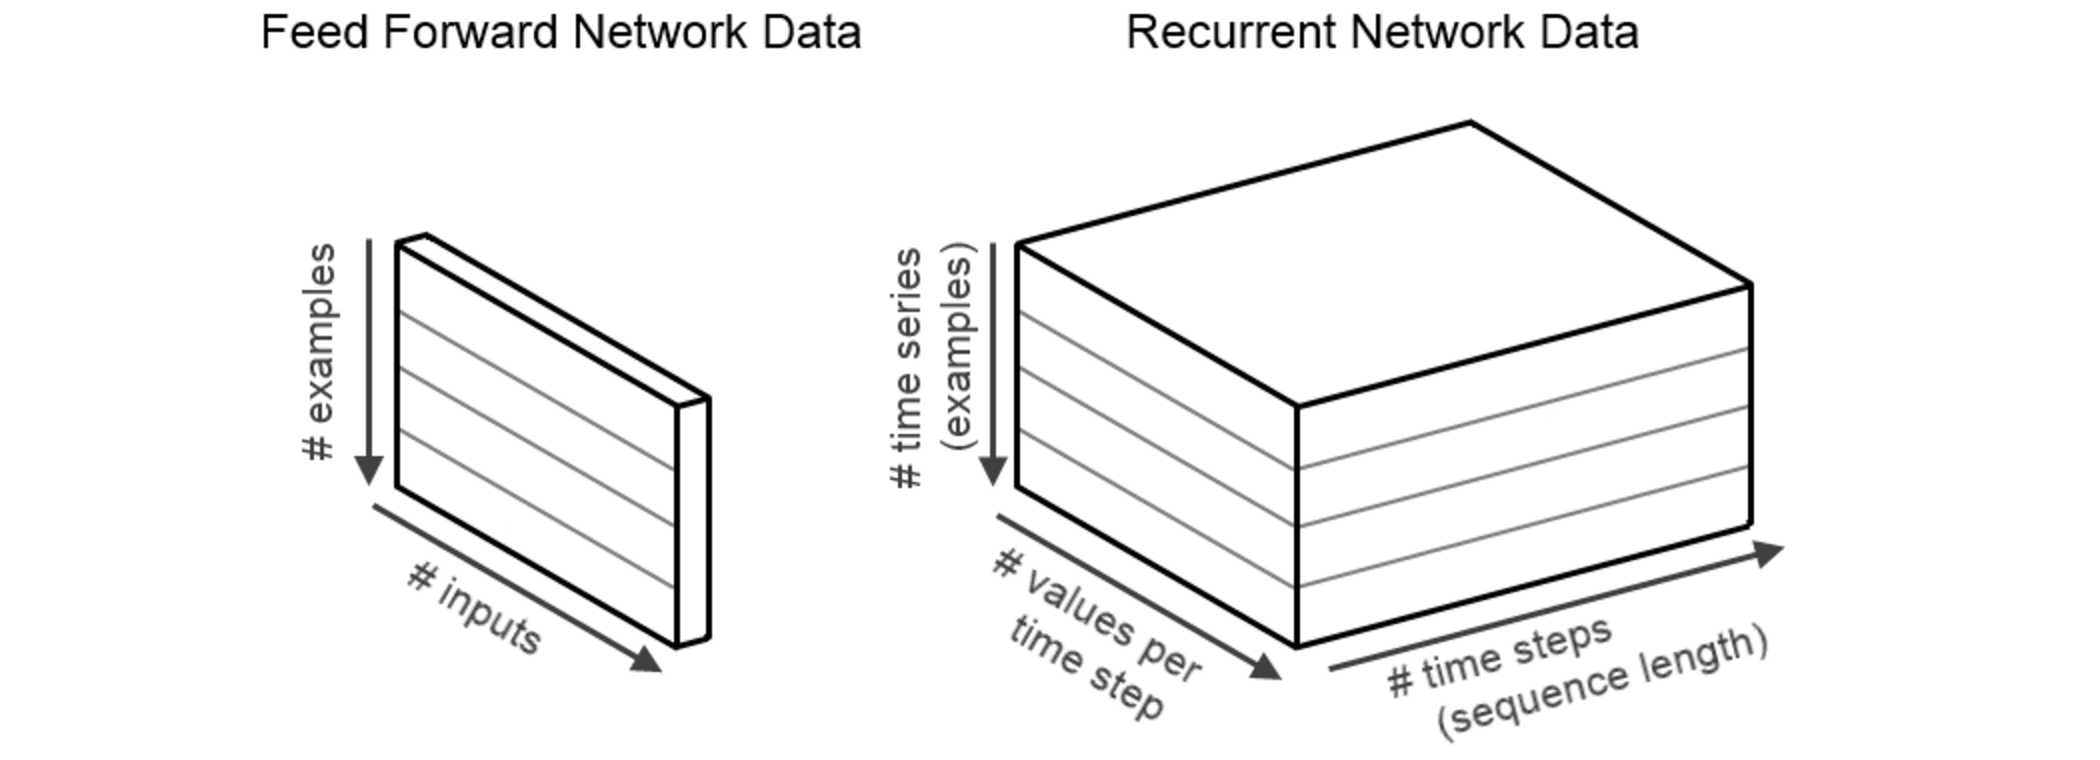 Feed Forward Network Data
# examples
# inputs
Recurrent Network Data
# time series
(examples)
# values per
time step
# time steps
(sequence length)